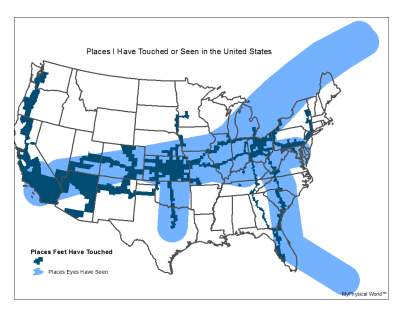 Places I Have Touched or Seen in the United States
Places Feet Have Touched
Places Eyes Have Seen
MyPhysical World™